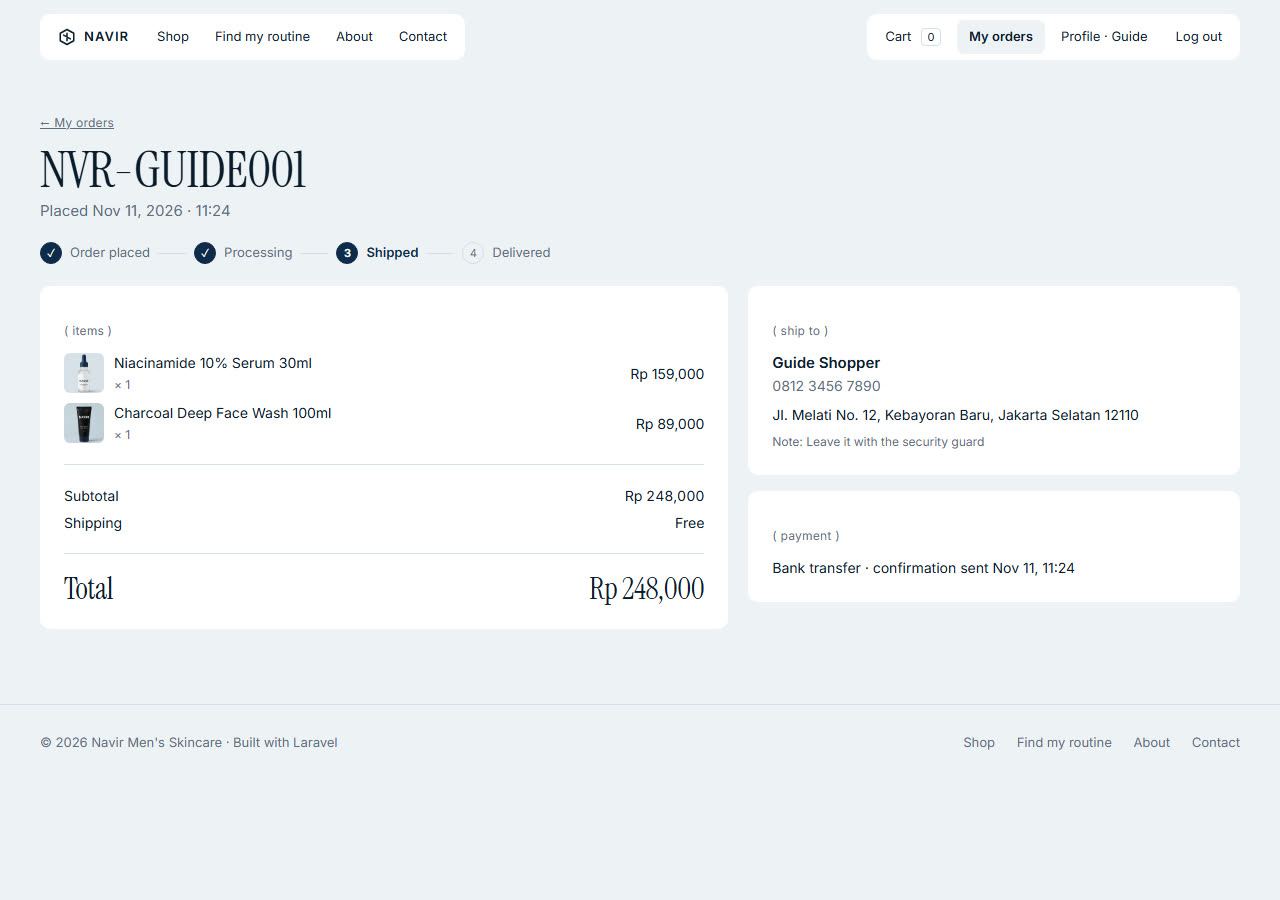 NAVIR Shop Find my routine About Contact Cart 0 My orders Profile · Guide Log out
← My orders
NVR-GUIDE001
Placed Nov 11, 2026 · 11:24
✓ Order placed ✓ Processing 3 Shipped 4 Delivered
( items )
Niacinamide 10% Serum 30ml
× 1
Rp 159,000
Charcoal Deep Face Wash 100ml
× 1
Rp 89,000
Subtotal Rp 248,000
Shipping Free
Total Rp 248,000
( ship to )
Guide Shopper
0812 3456 7890
Jl. Melati No. 12, Kebayoran Baru, Jakarta Selatan 12110
Note: Leave it with the security guard
( payment )
Bank transfer · confirmation sent Nov 11, 11:24
© 2026 Navir Men's Skincare · Built with Laravel Shop Find my routine About Contact